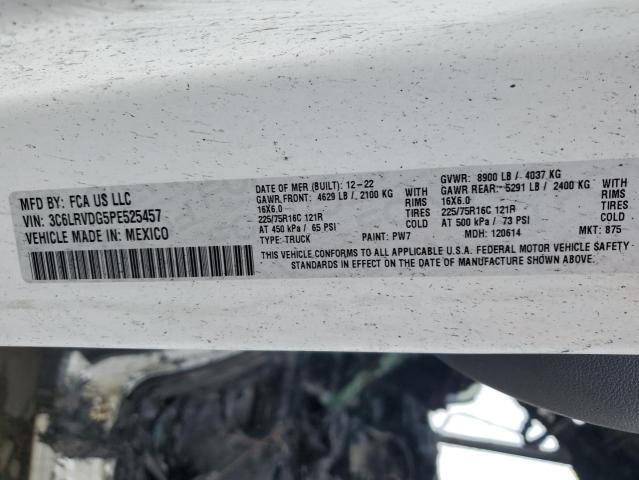 MFD BY: FCA US LLC
VIN: 3C6LRVDG5PE525457
VEHICLE MADE IN: MEXICO
DATE OF MFR (BUILT): 12-22
GAWR FRONT: 4629 LB / 2100 KG WITH
16X6.0 RIMS
225/75R16C 121R TIRES
AT 450 kPa / 65 PSI COLD
TYPE: TRUCK PAINT: PW7
GVWR: 8900 LB / 4037 KG
GAWR REAR: 5291 LB / 2400 KG WITH
16X6.0 RIMS
225/75R16C 121R TIRES
AT 500 kPa / 73 PSI COLD
MDH: 120614 MKT: 875
THIS VEHICLE CONFORMS TO ALL APPLICABLE U.S.A. FEDERAL MOTOR VEHICLE SAFETY
STANDARDS IN EFFECT ON THE DATE OF MANUFACTURE SHOWN ABOVE.